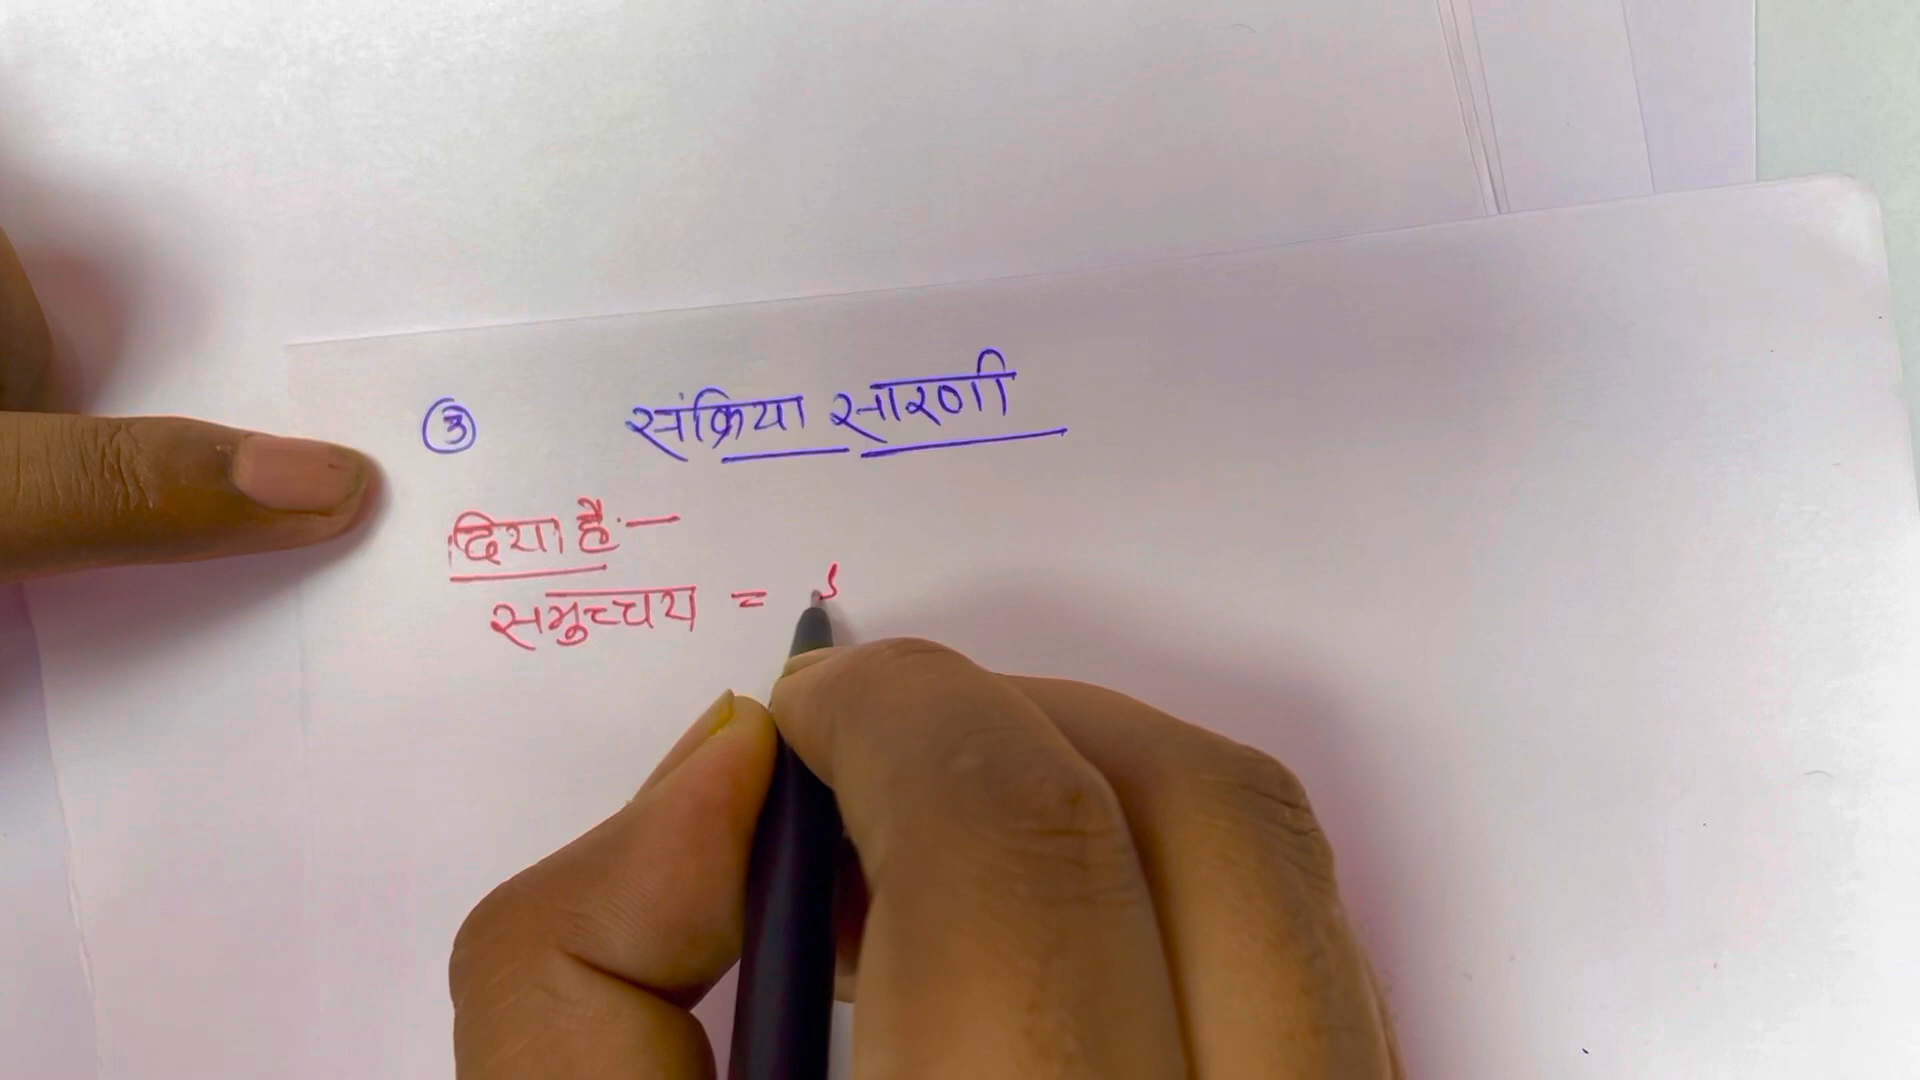 ③ संक्रिया सारणी
दिया है:—
समुच्चय =